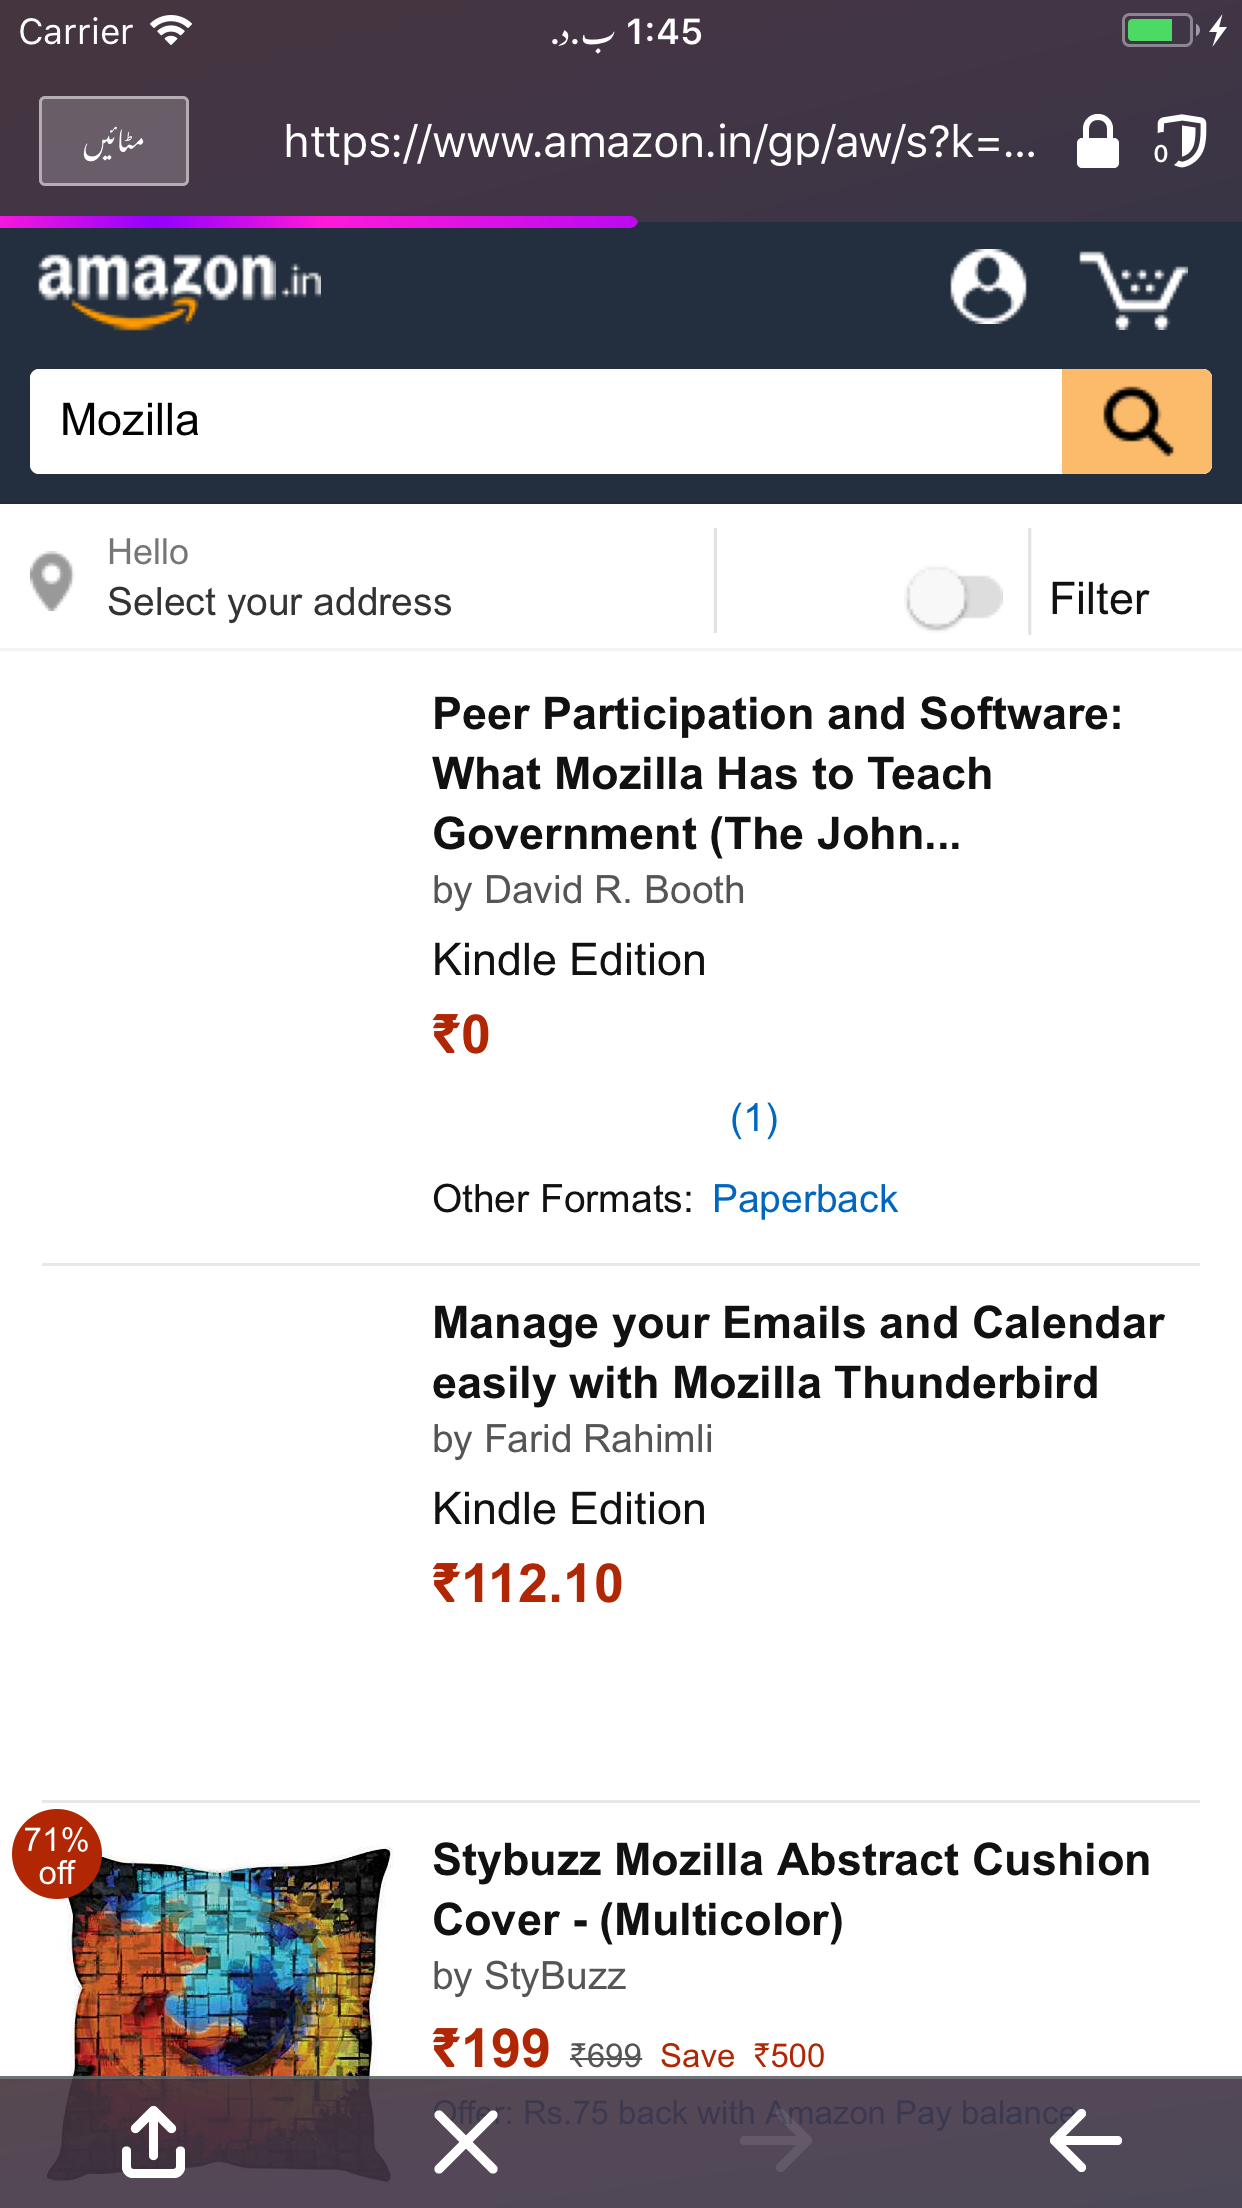 Carrier
1:45 ب.د.
مٹائیں
https://www.amazon.in/gp/aw/s?k=...
0
amazon.in
Mozilla
Hello
Select your address
Filter
Peer Participation and Software:
What Mozilla Has to Teach
Government (The John...
by David R. Booth
Kindle Edition
₹0
(1)
Other Formats: Paperback
Manage your Emails and Calendar
easily with Mozilla Thunderbird
by Farid Rahimli
Kindle Edition
₹112.10
71%
off
Stybuzz Mozilla Abstract Cushion
Cover - (Multicolor)
by StyBuzz
₹199 ₹699 Save ₹500
Offer: Rs.75 back with Amazon Pay balance